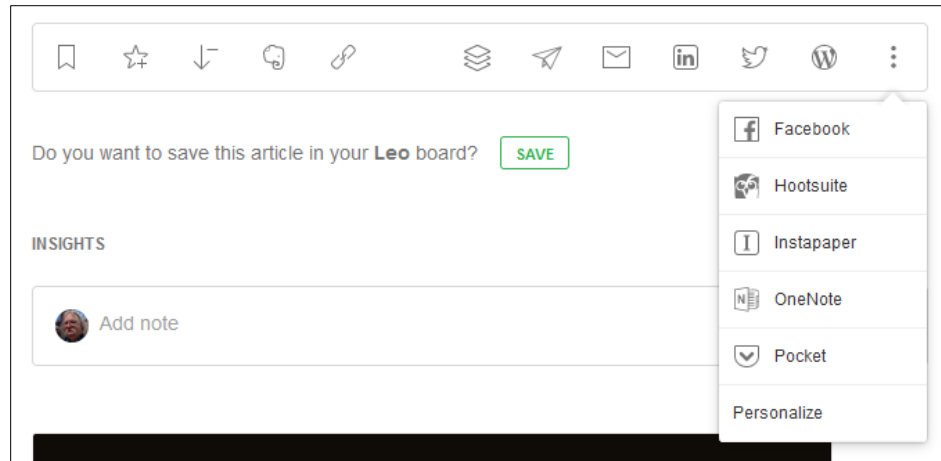 in
Facebook
Do you want to save this article in your Leo board? SAVE
Hootsuite
INSIGHTS
Instapaper
Add note
OneNote
Pocket
Personalize